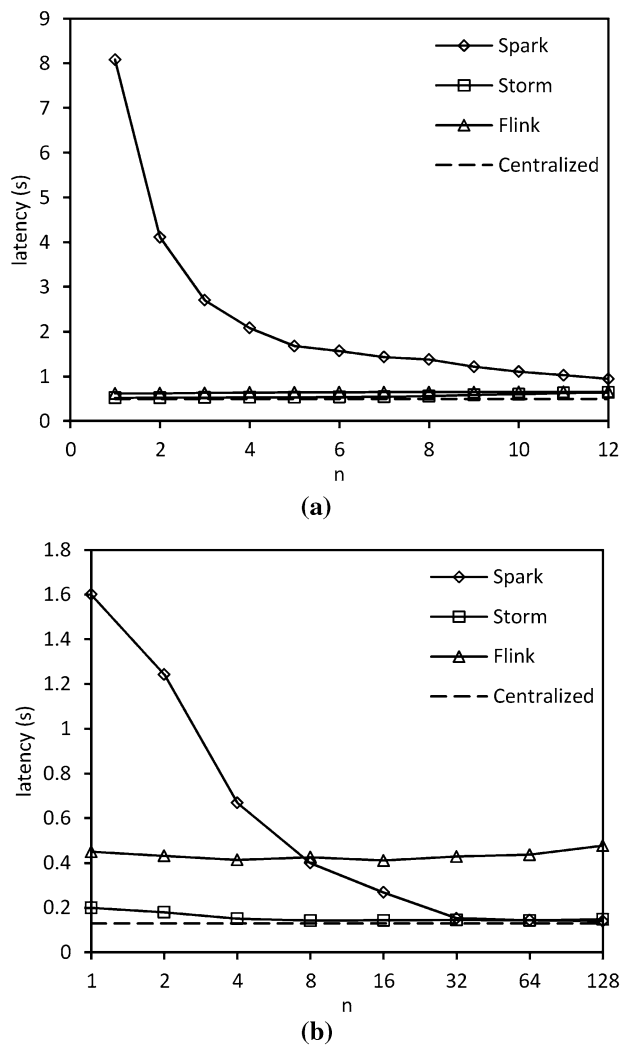 9
8
7
6
5
4
3
2
1
0
latency (s)
Spark
Storm
Flink
Centralized
0 2 4 6 8 10 12
n
(a)
1.8
1.6
1.4
1.2
1
0.8
0.6
0.4
0.2
0
latency (s)
Spark
Storm
Flink
Centralized
1 2 4 8 16 32 64 128
n
(b)